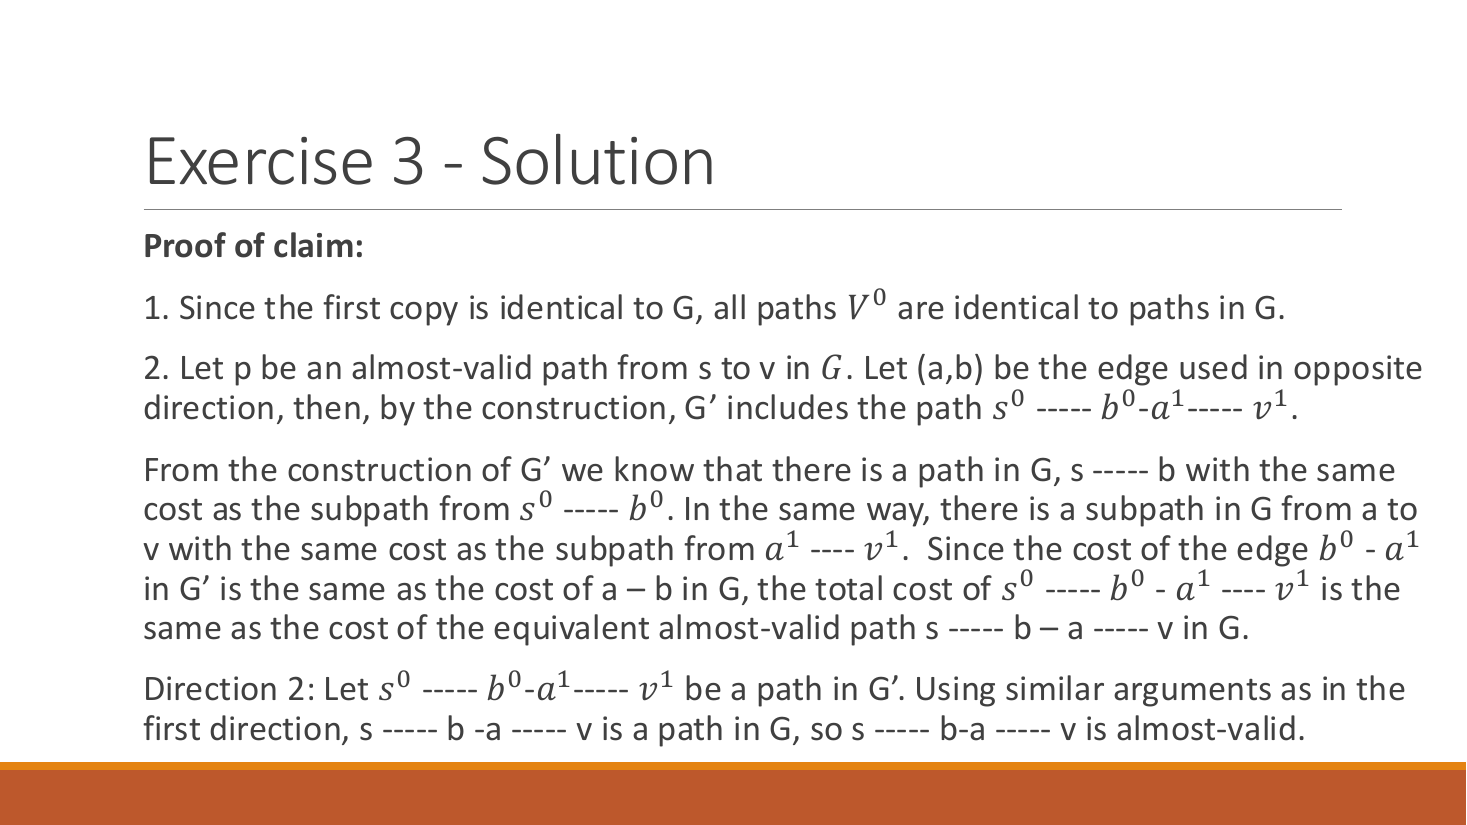 Exercise 3 - Solution
Proof of claim:
1. Since the first copy is identical to G, all paths 𝑉⁰ are identical to paths in G.
2. Let p be an almost-valid path from s to v in 𝐺. Let (a,b) be the edge used in opposite
direction, then, by the construction, G’ includes the path 𝑠⁰ ----- 𝑏⁰-𝑎¹----- 𝑣¹.
From the construction of G’ we know that there is a path in G, s ----- b with the same
cost as the subpath from 𝑠⁰ ----- 𝑏⁰. In the same way, there is a subpath in G from a to
v with the same cost as the subpath from 𝑎¹ ---- 𝑣¹. Since the cost of the edge 𝑏⁰ - 𝑎¹
in G’ is the same as the cost of a – b in G, the total cost of 𝑠⁰ ----- 𝑏⁰ - 𝑎¹ ---- 𝑣¹ is the
same as the cost of the equivalent almost-valid path s ----- b – a ----- v in G.
Direction 2: Let 𝑠⁰ ----- 𝑏⁰-𝑎¹----- 𝑣¹ be a path in G’. Using similar arguments as in the
first direction, s ----- b -a ----- v is a path in G, so s ----- b-a ----- v is almost-valid.